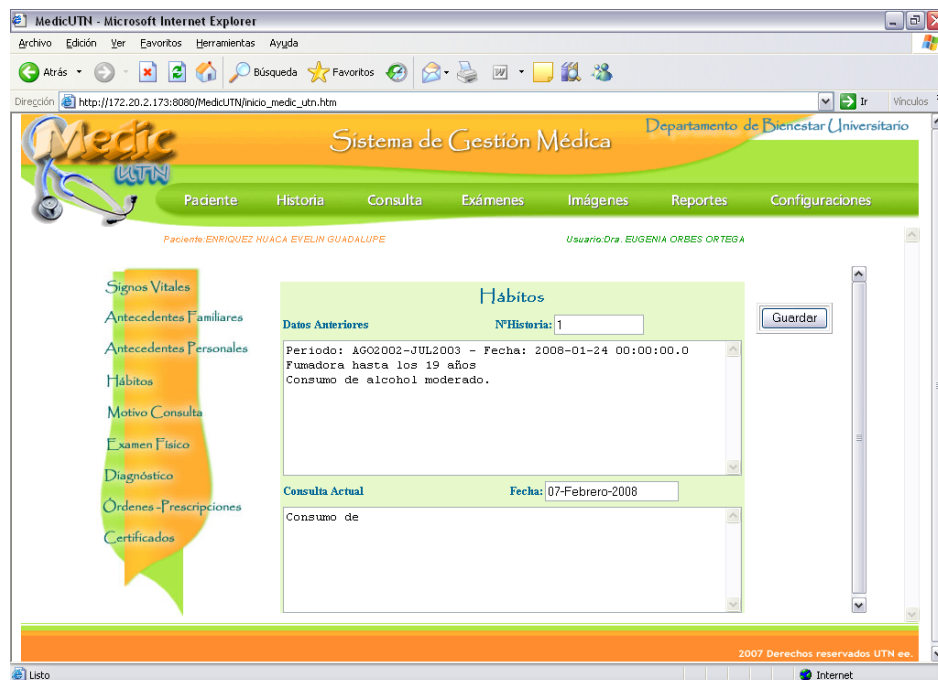 MedicUTN - Microsoft Internet Explorer
Archivo Edición Ver Favoritos Herramientas Ayuda
Atrás Búsqueda Favoritos
Dirección http://172.20.2.173:8080/MedicUTN/inicio_medic_utn.htm Ir Vínculos
Departamento de Bienestar Universitario
Medic
UTN
Sistema de Gestión Médica
Paciente Historia Consulta Exámenes Imágenes Reportes Configuraciones
Paciente:ENRIQUEZ HUACA EVELIN GUADALUPE Usuario:Dra. EUGENIA ORBES ORTEGA
Signos Vitales
Antecedentes Familiares
Antecedentes Personales
Hábitos
Motivo Consulta
Examen Físico
Diagnóstico
Órdenes-Prescripciones
Certificados
Hábitos
Datos Anteriores NºHistoria: 1
Guardar
Periodo: AGO2002-JUL2003 - Fecha: 2008-01-24 00:00:00.0
Fumadora hasta los 19 años
Consumo de alcohol moderado.
Consulta Actual Fecha: 07-Febrero-2008
Consumo de
2007 Derechos reservados UTN ee.
Listo Internet